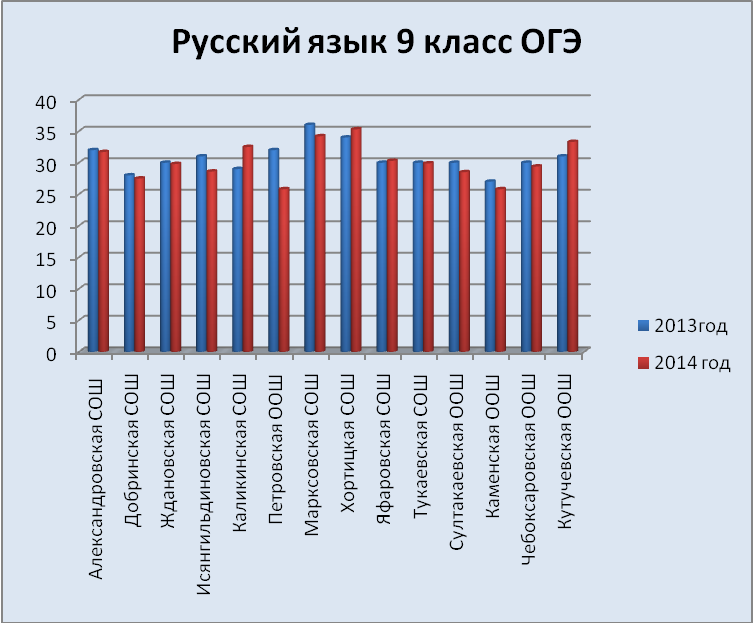 Русский язык 9 класс ОГЭ
40
35
30
25
20
15
10
5
0
Александровская СОШ
Добринская СОШ
Ждановская СОШ
Исянгильдиновская СОШ
Каликинская СОШ
Петровская ООШ
Марксовская СОШ
Хортицкая СОШ
Яфаровская СОШ
Тукаевская СОШ
Султакаевская ООШ
Каменская ООШ
Чебоксаровская ООШ
Кутучевская ООШ
2013год
2014 год